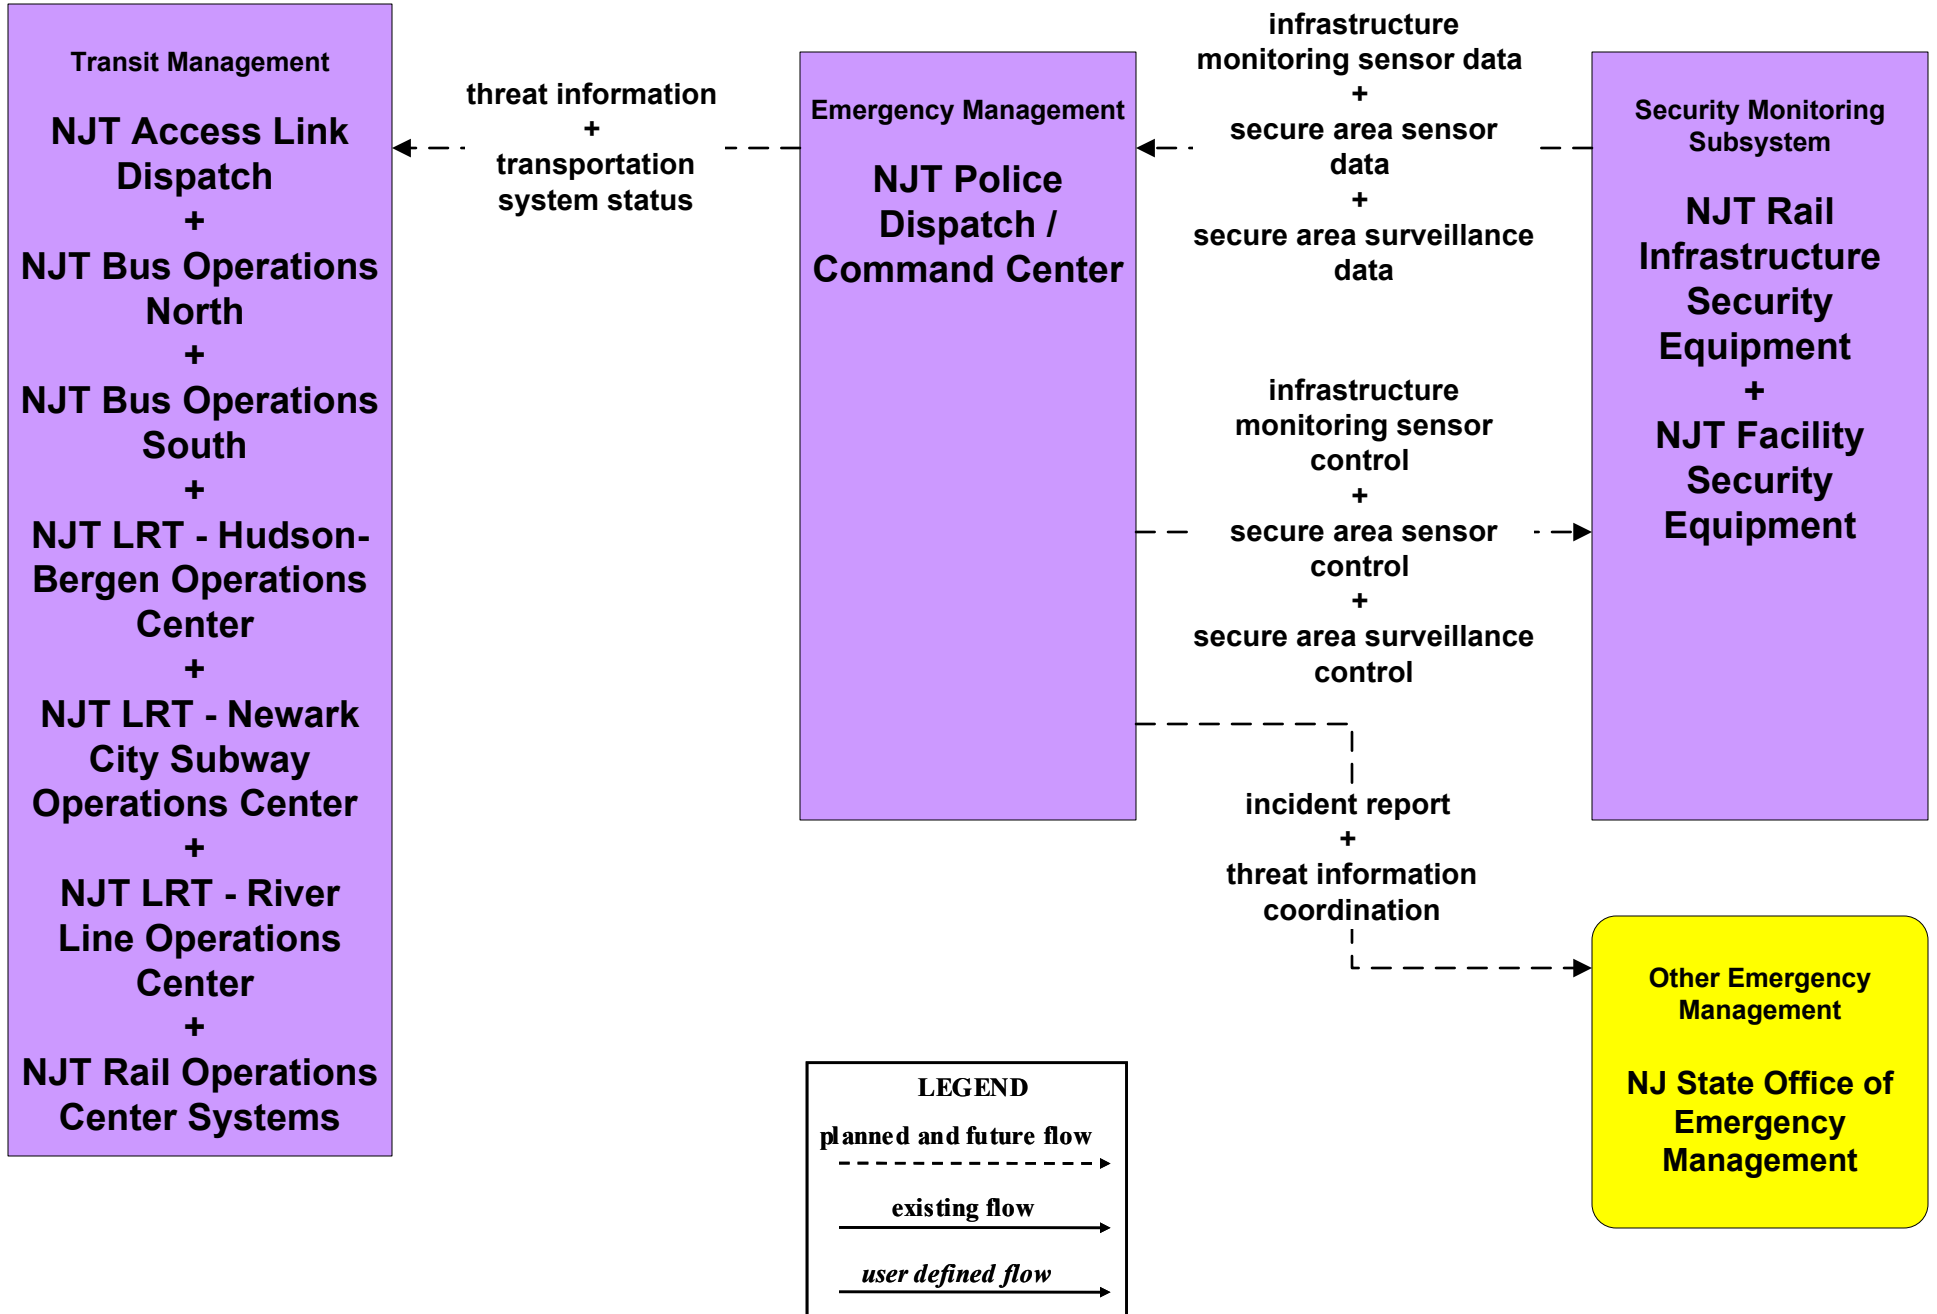 Transit Management
NJT Access Link
Dispatch
+
NJT Bus Operations
North
+
NJT Bus Operations
South
+
NJT LRT - Hudson-
Bergen Operations
Center
+
NJT LRT - Newark
City Subway
Operations Center
+
NJT LRT - River
Line Operations
Center
+
NJT Rail Operations
Center Systems
threat information
+
transportation
system status
Emergency Management
NJT Police
Dispatch /
Command Center
infrastructure
monitoring sensor data
+
secure area sensor
data
+
secure area surveillance
data
infrastructure
monitoring sensor
control
+
secure area sensor
control
+
secure area surveillance
control
incident report
+
threat information
coordination
Security Monitoring
Subsystem
NJT Rail
Infrastructure
Security
Equipment
+
NJT Facility
Security
Equipment
Other Emergency
Management
NJ State Office of
Emergency
Management
LEGEND
planned and future flow
existing flow
user defined flow